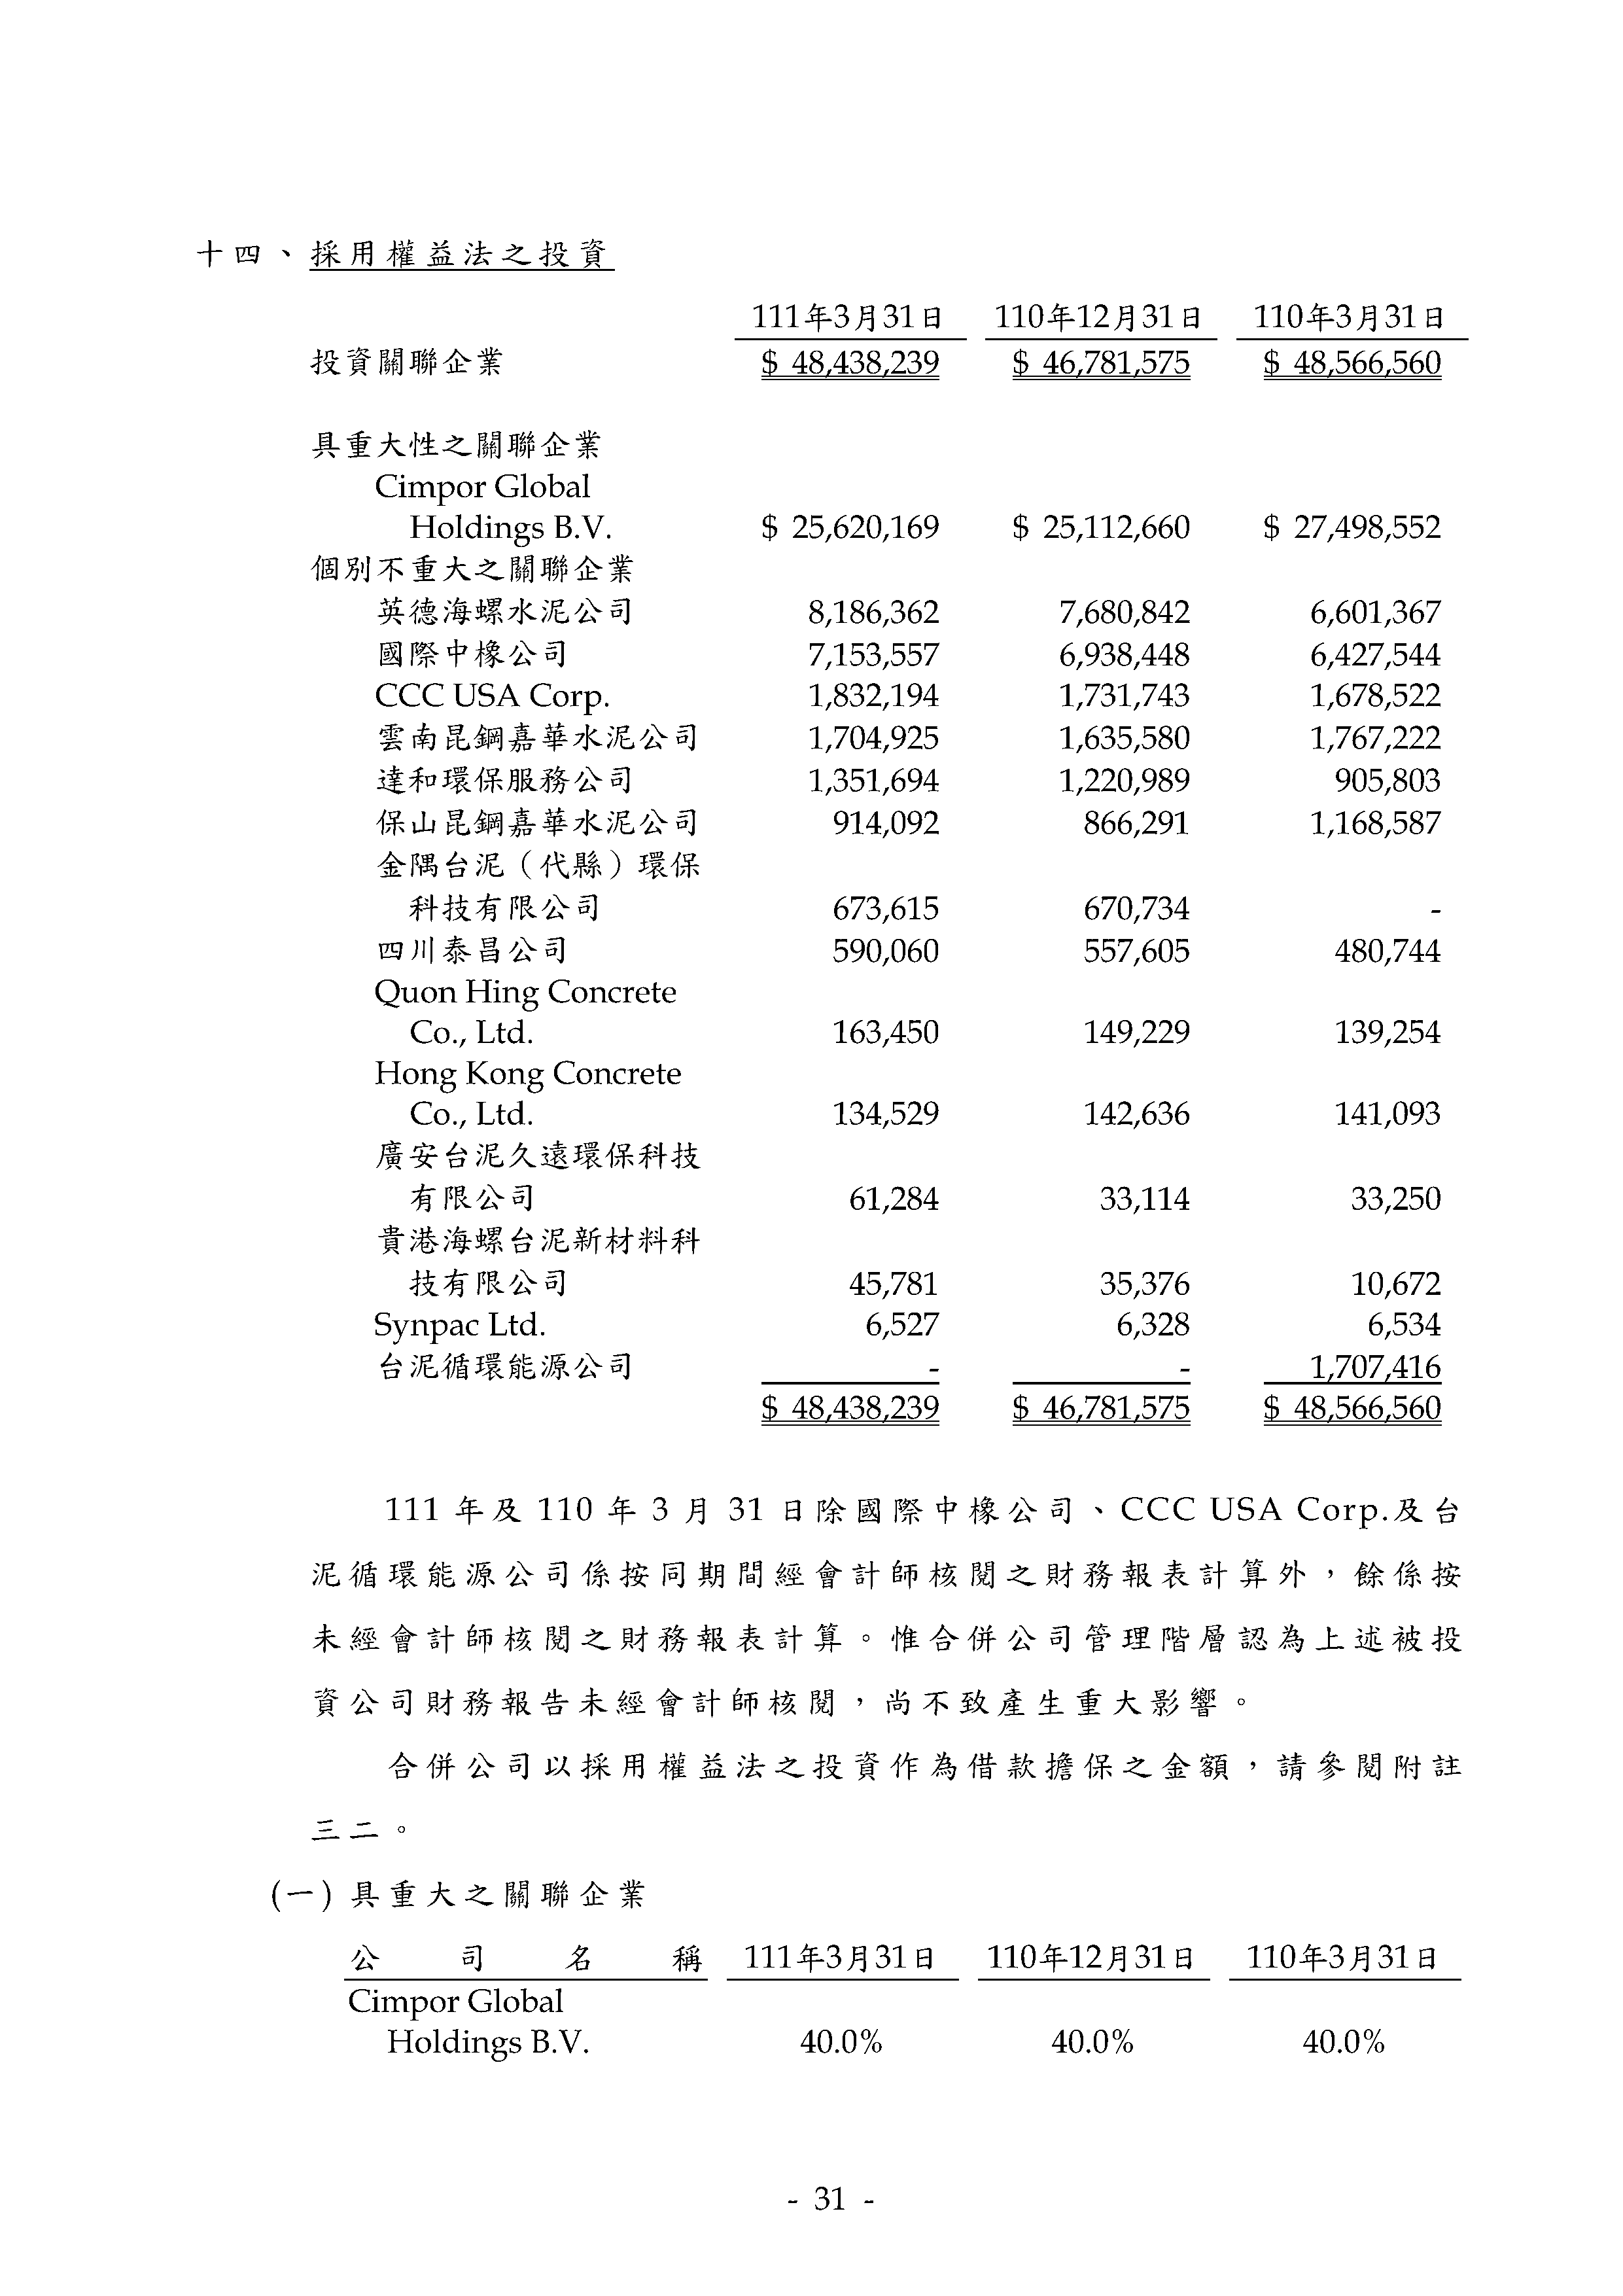 十四、採用權益法之投資
111年3月31日 110年12月31日 110年3月31日
投資關聯企業 $ 48,438,239 $ 46,781,575 $ 48,566,560
具重大性之關聯企業
Cimpor Global
Holdings B.V. $ 25,620,169 $ 25,112,660 $ 27,498,552
個別不重大之關聯企業
英德海螺水泥公司 8,186,362 7,680,842 6,601,367
國際中橡公司 7,153,557 6,938,448 6,427,544
CCC USA Corp. 1,832,194 1,731,743 1,678,522
雲南昆鋼嘉華水泥公司 1,704,925 1,635,580 1,767,222
達和環保服務公司 1,351,694 1,220,989 905,803
保山昆鋼嘉華水泥公司 914,092 866,291 1,168,587
金隅台泥（代縣）環保
科技有限公司 673,615 670,734 -
四川泰昌公司 590,060 557,605 480,744
Quon Hing Concrete
Co., Ltd. 163,450 149,229 139,254
Hong Kong Concrete
Co., Ltd. 134,529 142,636 141,093
廣安台泥久遠環保科技
有限公司 61,284 33,114 33,250
貴港海螺台泥新材料科
技有限公司 45,781 35,376 10,672
Synpac Ltd. 6,527 6,328 6,534
台泥循環能源公司 - - 1,707,416
$ 48,438,239 $ 46,781,575 $ 48,566,560
111 年及 110 年 3 月 31 日除國際中橡公司、CCC USA Corp.及台
泥循環能源公司係按同期間經會計師核閱之財務報表計算外，餘係按
未經會計師核閱之財務報表計算。惟合併公司管理階層認為上述被投
資公司財務報告未經會計師核閱，尚不致產生重大影響。
合併公司以採用權益法之投資作為借款擔保之金額，請參閱附註
三二。
(一) 具重大之關聯企業
公司名稱 111年3月31日 110年12月31日 110年3月31日
Cimpor Global
Holdings B.V. 40.0% 40.0% 40.0%
- 31 -